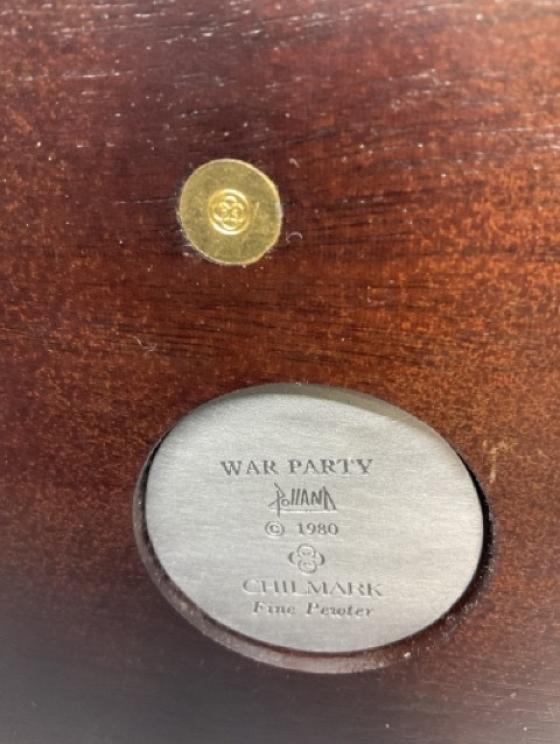 WAR PARTY
Polland
© 1980
CHILMARK
Fine Pewter